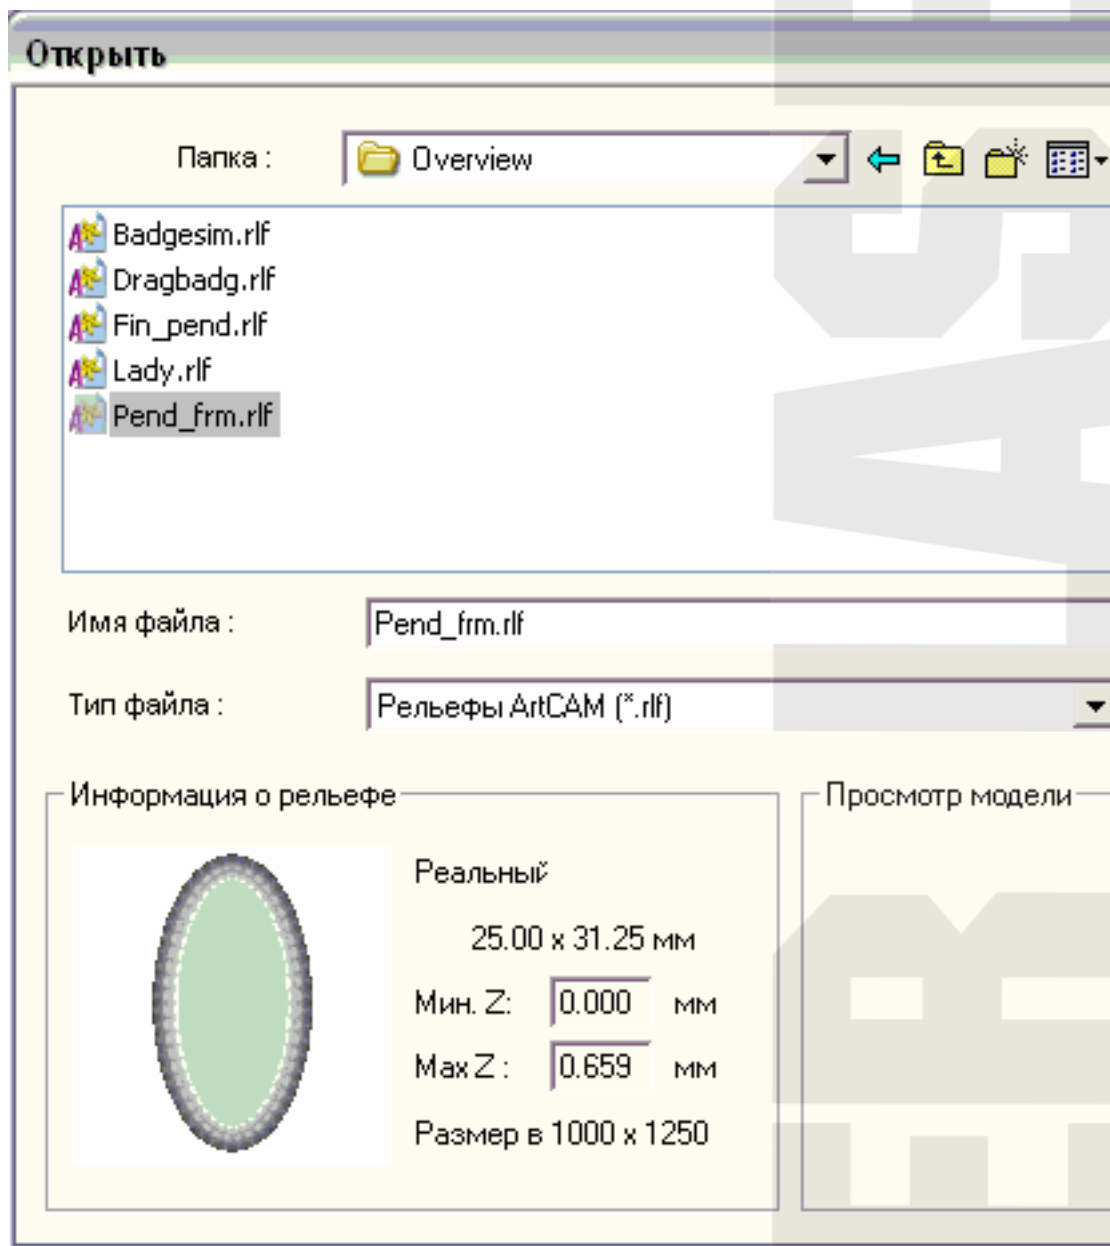 Открыть
Папка :
Overview
Badgesim.rlf
Dragbadg.rlf
Fin_pend.rlf
Lady.rlf
Pend_frm.rlf
Имя файла :
Pend_frm.rlf
Тип файла :
Рельефы ArtCAM (*.rlf)
Информация о рельефе
Просмотр модели
Реальный
25.00 x 31.25 мм
Мин. Z: 0.000 мм
Max Z : 0.659 мм
Размер в 1000 x 1250